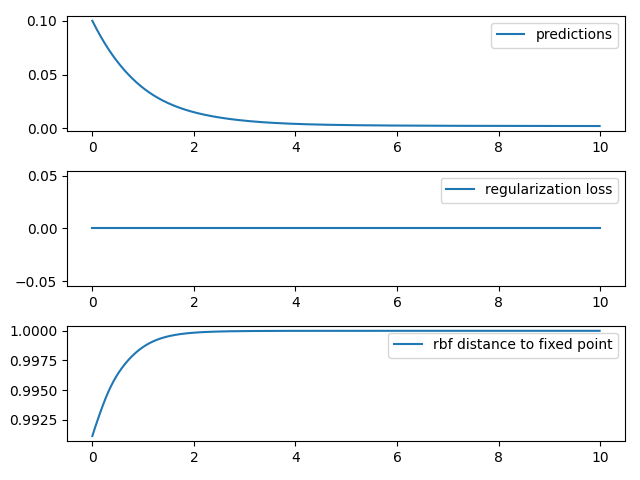 0.10
predictions
0.05
0.00
0 2 4 6 8 10
0.05
regularization loss
0.00
−0.05
0 2 4 6 8 10
1.0000
rbf distance to fixed point
0.9975
0.9950
0.9925
0 2 4 6 8 10